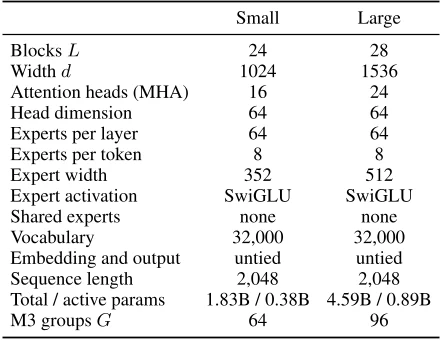 Small Large
Blocks L 24 28
Width d 1024 1536
Attention heads (MHA) 16 24
Head dimension 64 64
Experts per layer 64 64
Experts per token 8 8
Expert width 352 512
Expert activation SwiGLU SwiGLU
Shared experts none none
Vocabulary 32,000 32,000
Embedding and output untied untied
Sequence length 2,048 2,048
Total / active params 1.83B / 0.38B 4.59B / 0.89B
M3 groups G 64 96